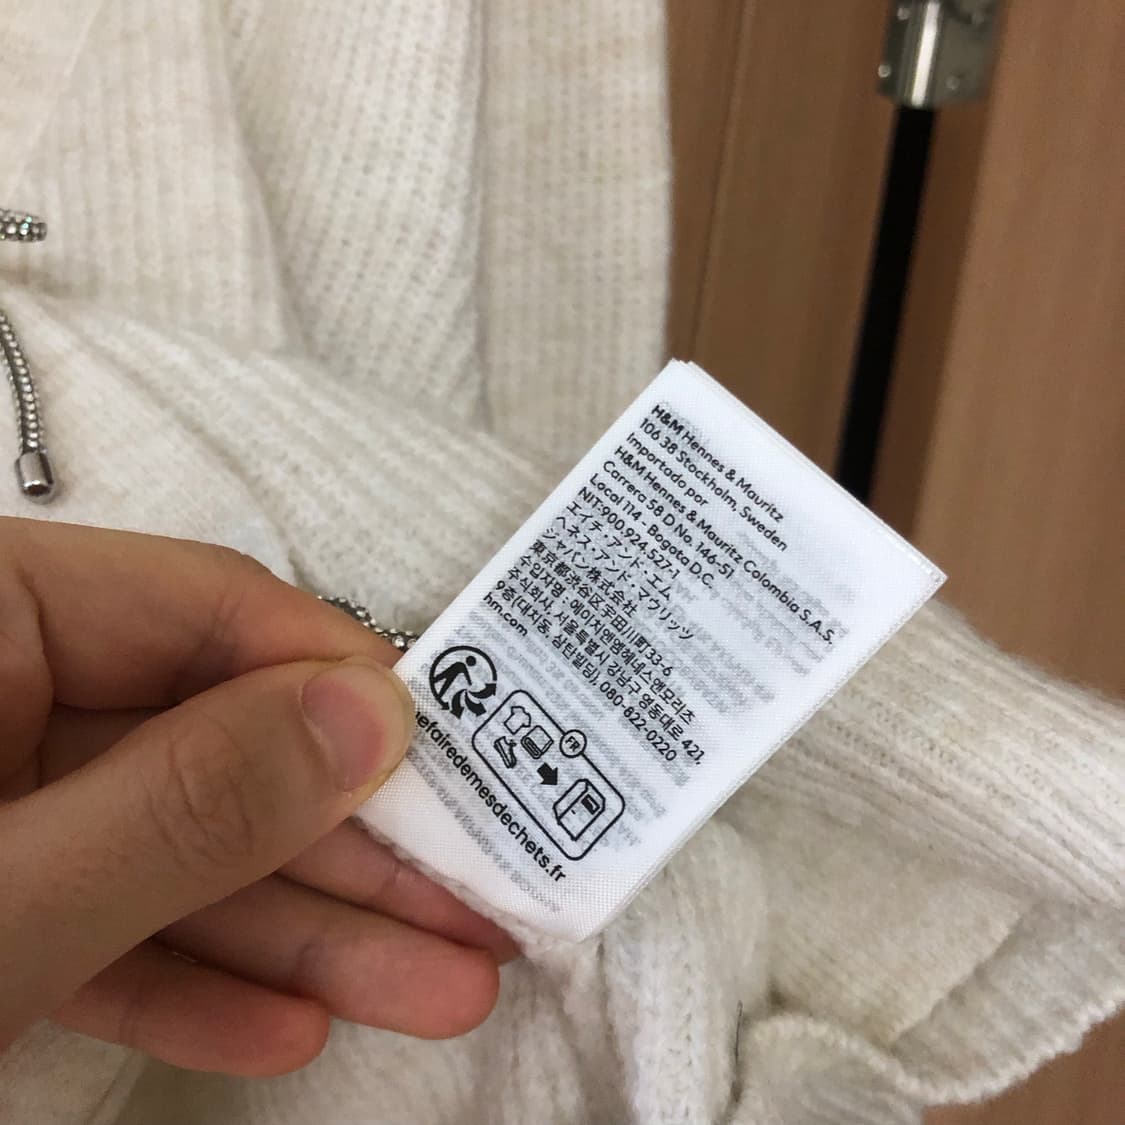 H&M Hennes & Mauritz
106 38 Stockholm, Sweden
Importado por
H&M Hennes & Mauritz Colombia S.A.S.
Carrera 58 D No. 146-51
Local 114 - Bogota D.C.
NIT:900.924.527-1
エイチ・アンド・エム
ヘネス・アンド・マウリッツ
ジャパン株式会社
東京都渋谷区宇田川町33-6
수입자명 : 에이치앤엠헤네스앤모리츠
주식회사, 서울특별시 강남구 영동대로 421,
9층(대치동, 삼탄빌딩), 080-822-0220
hm.com
FR
efairedemesdechets.fr